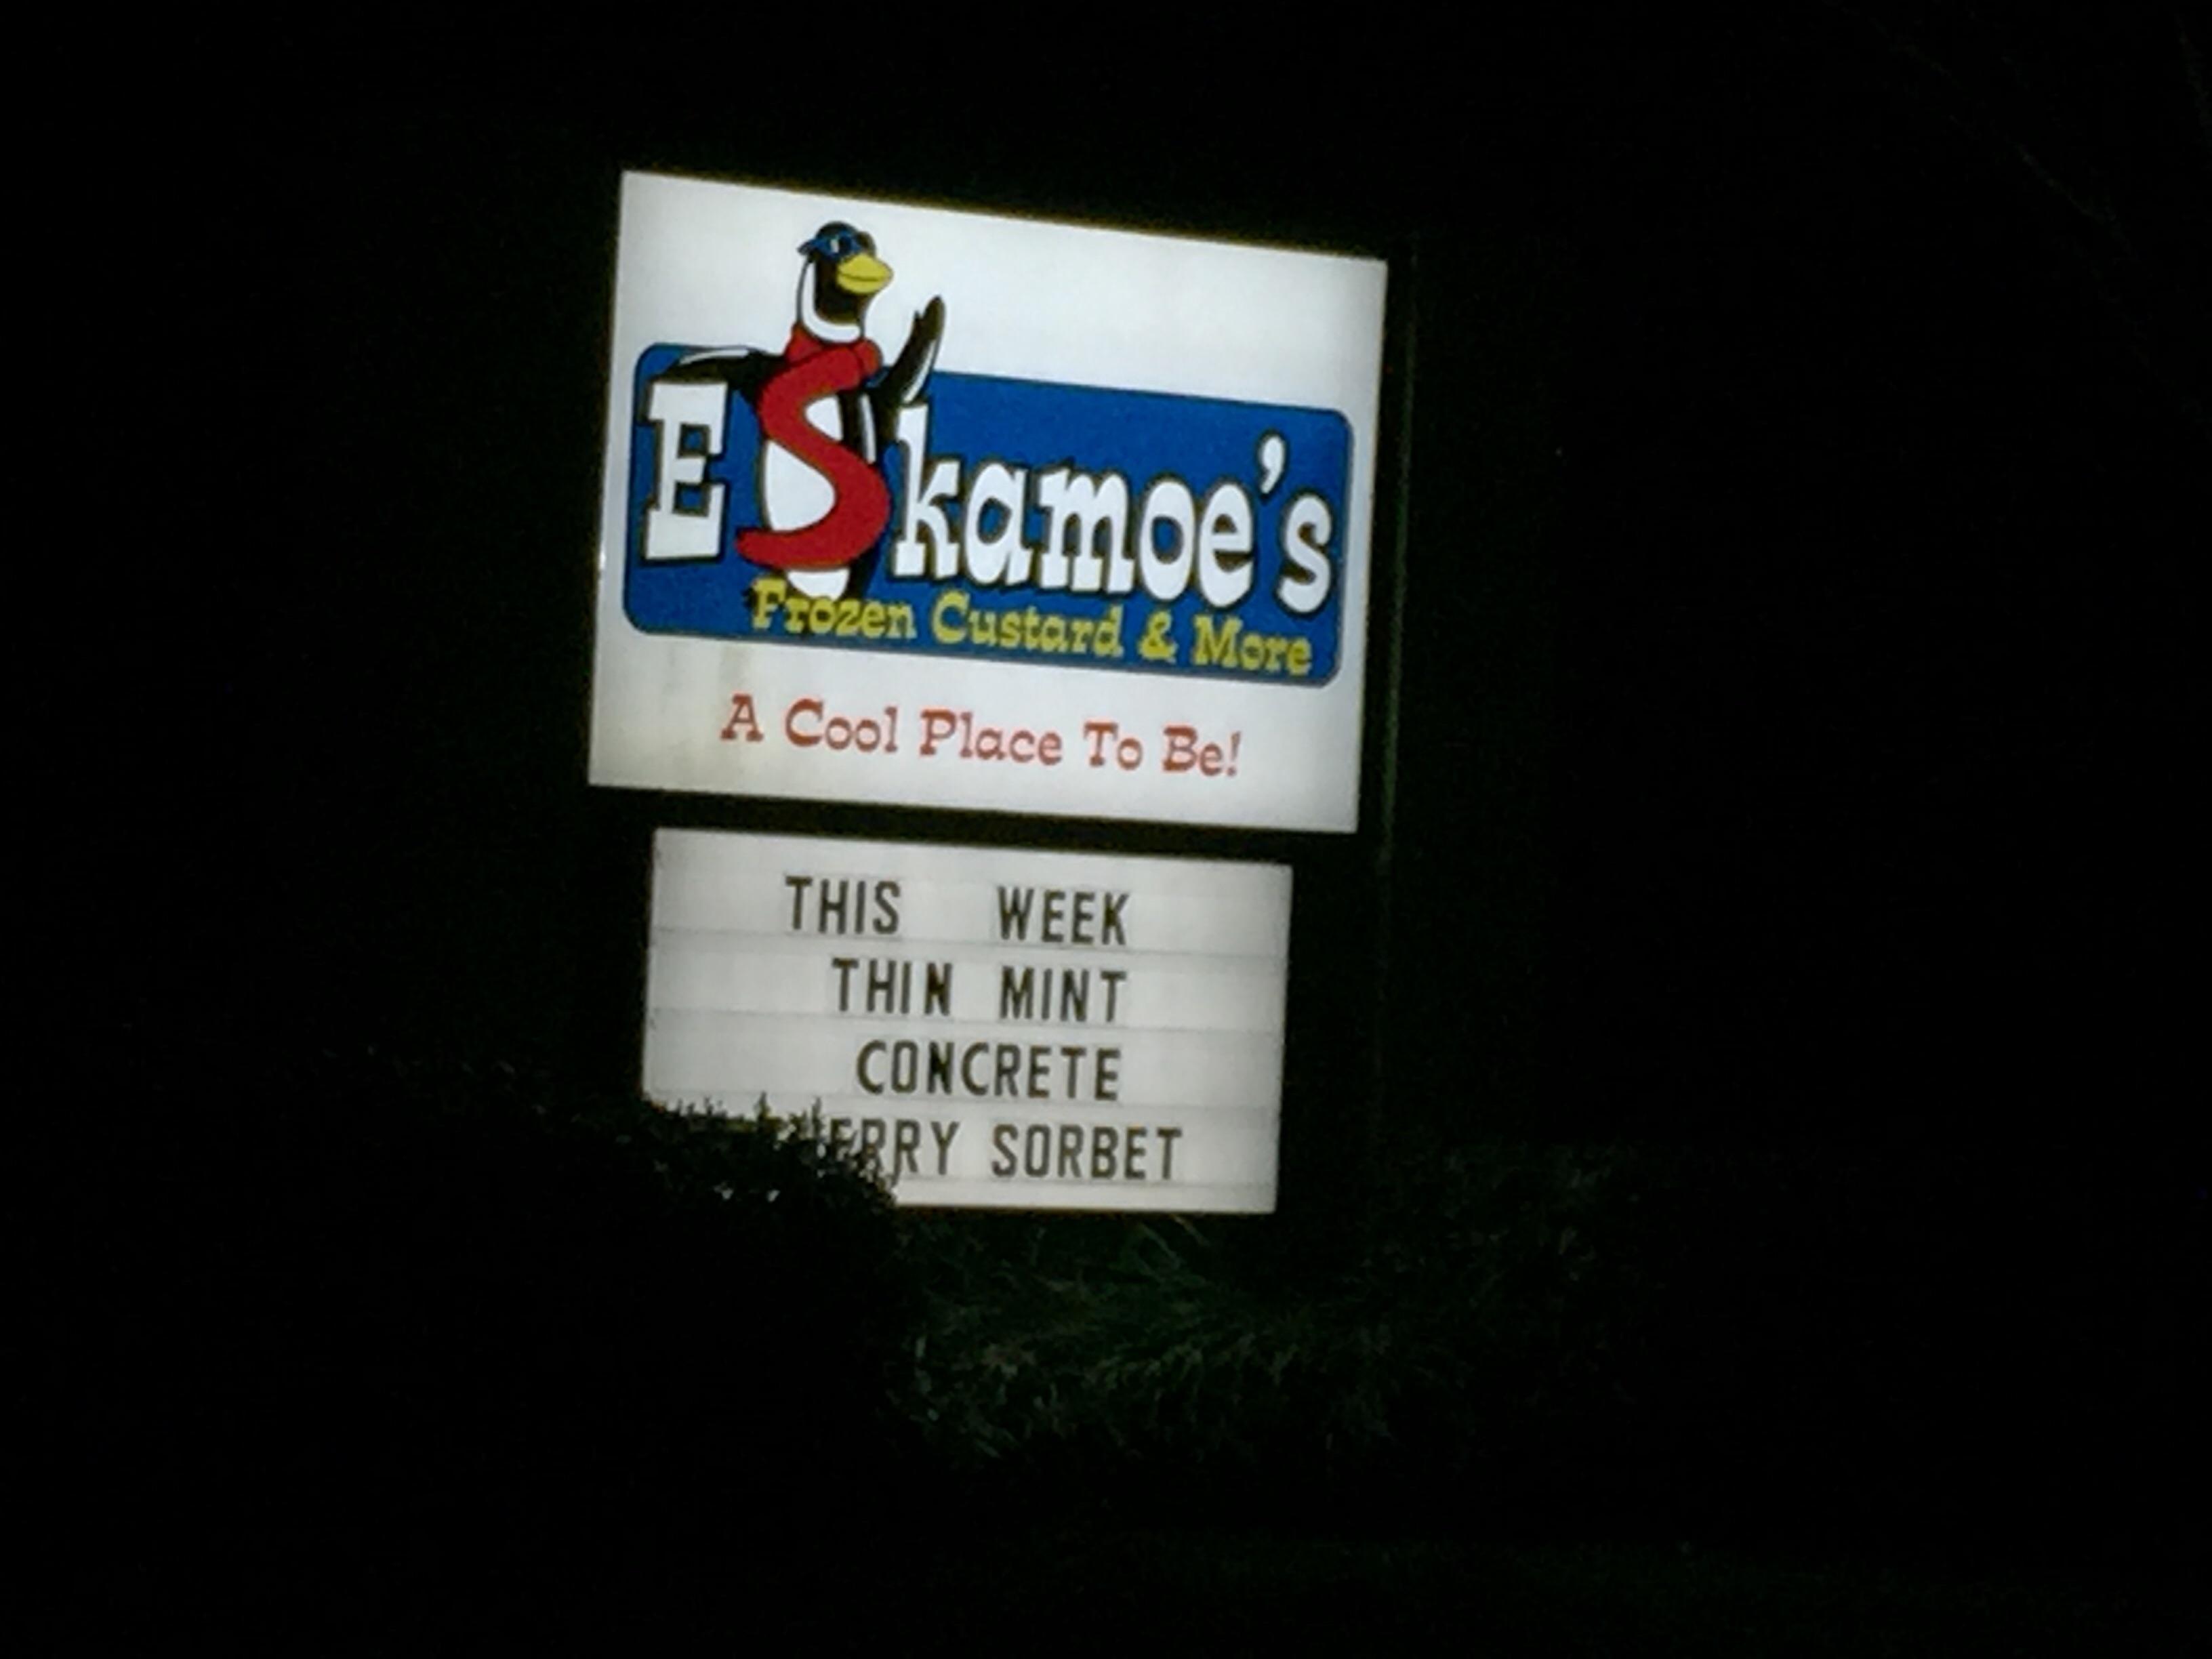 ESkamoe's
Frozen Custard & More
A Cool Place To Be!
THIS WEEK
THIN MINT
CONCRETE
SORBET